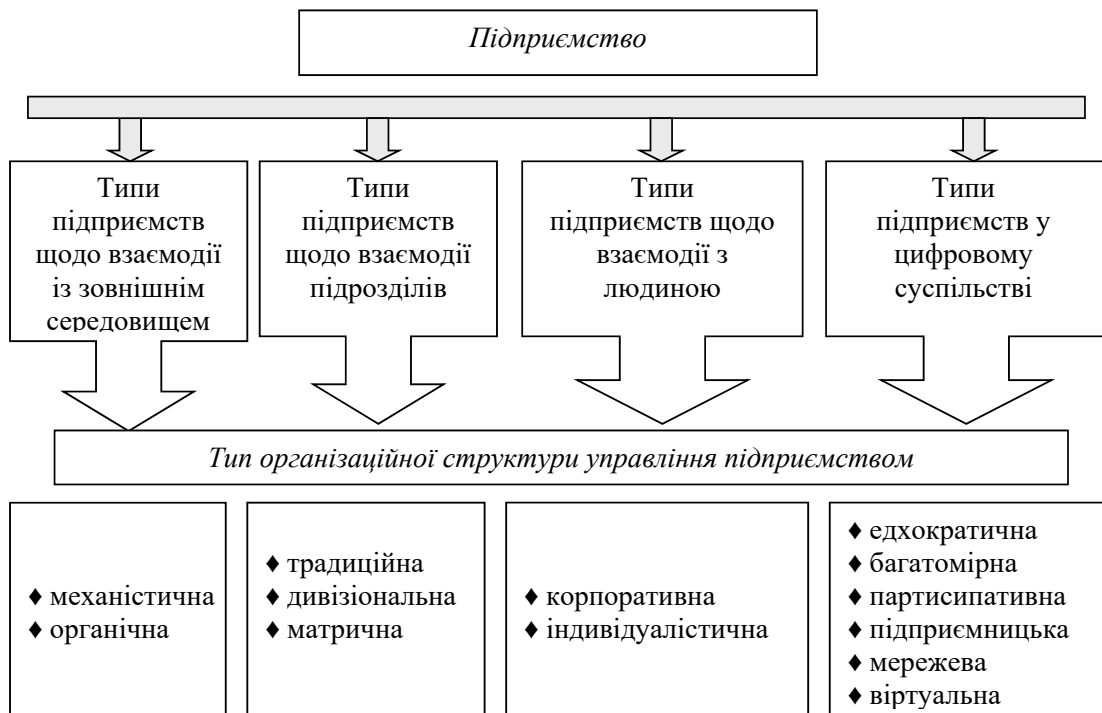 Підприємство
Типи
підприємств
щодо взаємодії
із зовнішнім
середовищем
Типи
підприємств
щодо взаємодії
підрозділів
Типи
підприємств щодо
взаємодії з
людиною
Типи
підприємств у
цифровому
суспільстві
Тип організаційної структури управління підприємством
♦ механістична
♦ органічна
♦ традиційна
♦ дивізіональна
♦ матрична
♦ корпоративна
♦ індивідуалістична
♦ едхократична
♦ багатомірна
♦ партисипативна
♦ підприємницька
♦ мережева
♦ віртуальна